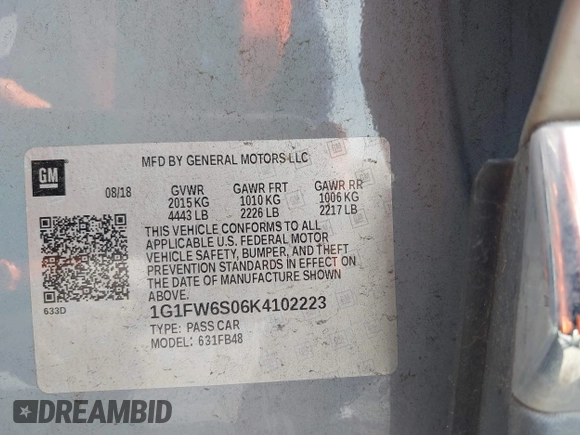 MFD BY GENERAL MOTORS LLC
GM
08/18
GVWR GAWR FRT GAWR RR
2015 KG 1010 KG 1006 KG
4443 LB 2226 LB 2217 LB
THIS VEHICLE CONFORMS TO ALL
APPLICABLE U.S. FEDERAL MOTOR
VEHICLE SAFETY, BUMPER, AND THEFT
PREVENTION STANDARDS IN EFFECT ON
THE DATE OF MANUFACTURE SHOWN
ABOVE.
633D
1G1FW6S06K4102223
TYPE: PASS CAR
MODEL: 631FB48
DREAMBID